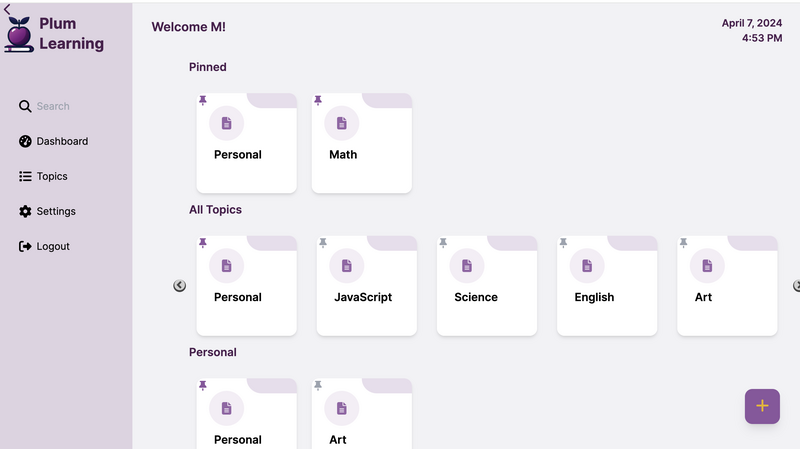 Plum
Learning
Search
Dashboard
Topics
Settings
Logout
Welcome M!
April 7, 2024
4:53 PM
Pinned
Personal
Math
All Topics
Personal
JavaScript
Science
English
Art
Personal
Personal
Art